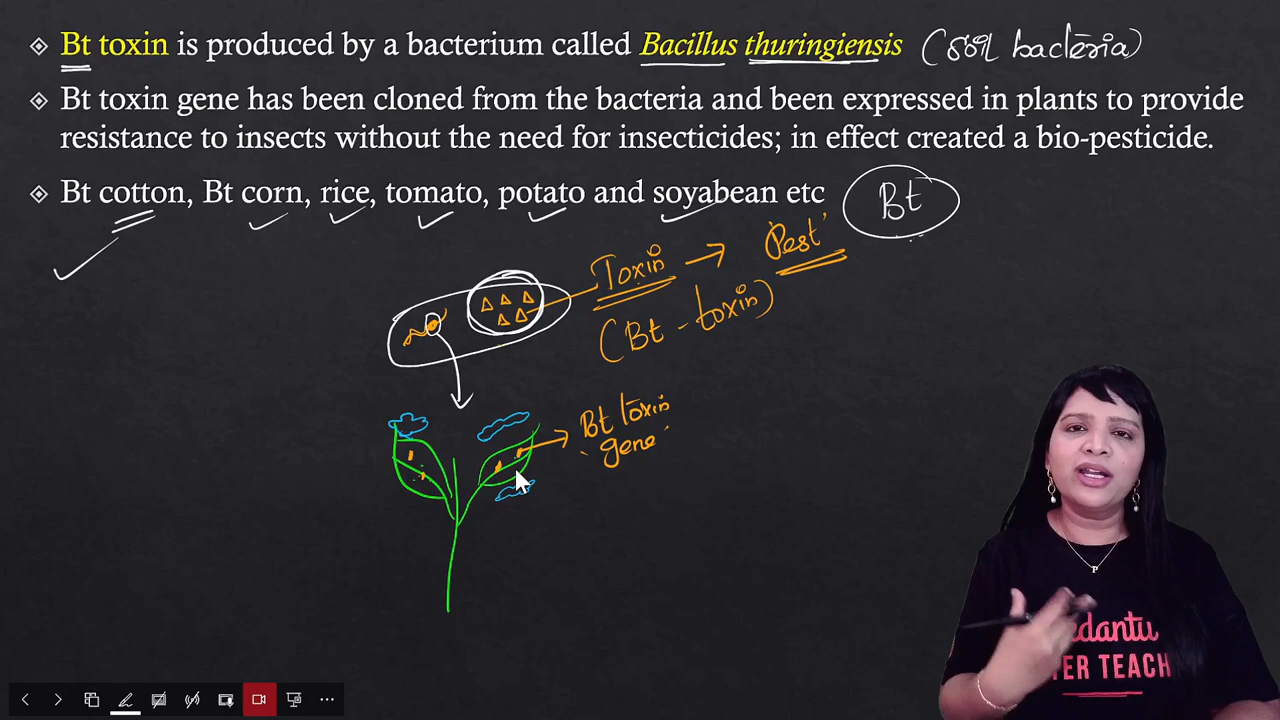 Bt toxin is produced by a bacterium called Bacillus thuringiensis (soil bacteria)
Bt toxin gene has been cloned from the bacteria and been expressed in plants to provide
resistance to insects without the need for insecticides; in effect created a bio-pesticide.
Bt cotton, Bt corn, rice, tomato, potato and soyabean etc
Bt
Toxin → Pest
(Bt - toxin)
Bt toxin
gene
P
edantu
TER TEACH